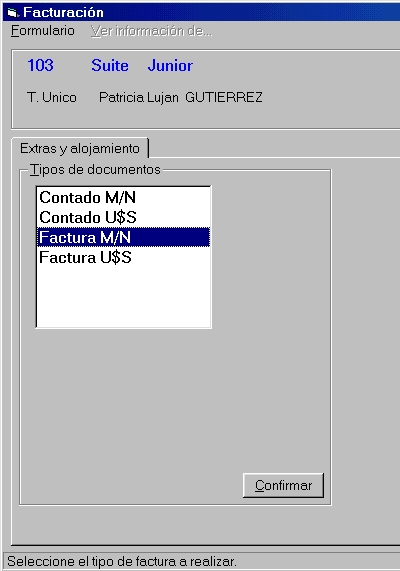 Facturación
Formulario Ver información de...
103 Suite Junior
T. Unico Patricia Lujan GUTIERREZ
Extras y alojamiento
Tipos de documentos
Contado M/N
Contado U$S
Factura M/N
Factura U$S
Confirmar
Seleccione el tipo de factura a realizar.